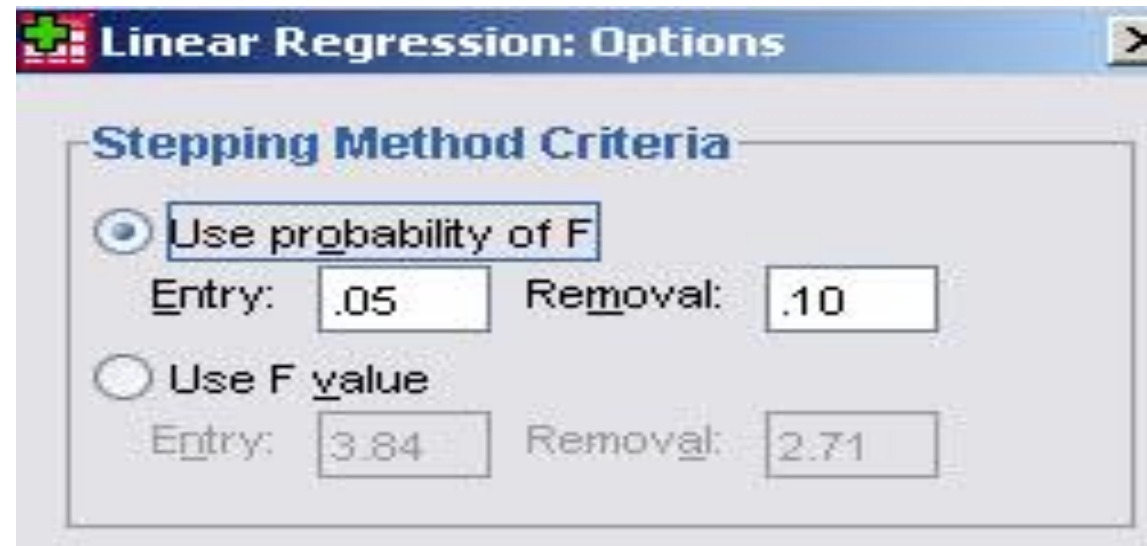 Linear Regression: Options
Stepping Method Criteria
Use probability of F
Entry: .05 Removal: .10
Use F value
Entry: 3.84 Removal: 2.71